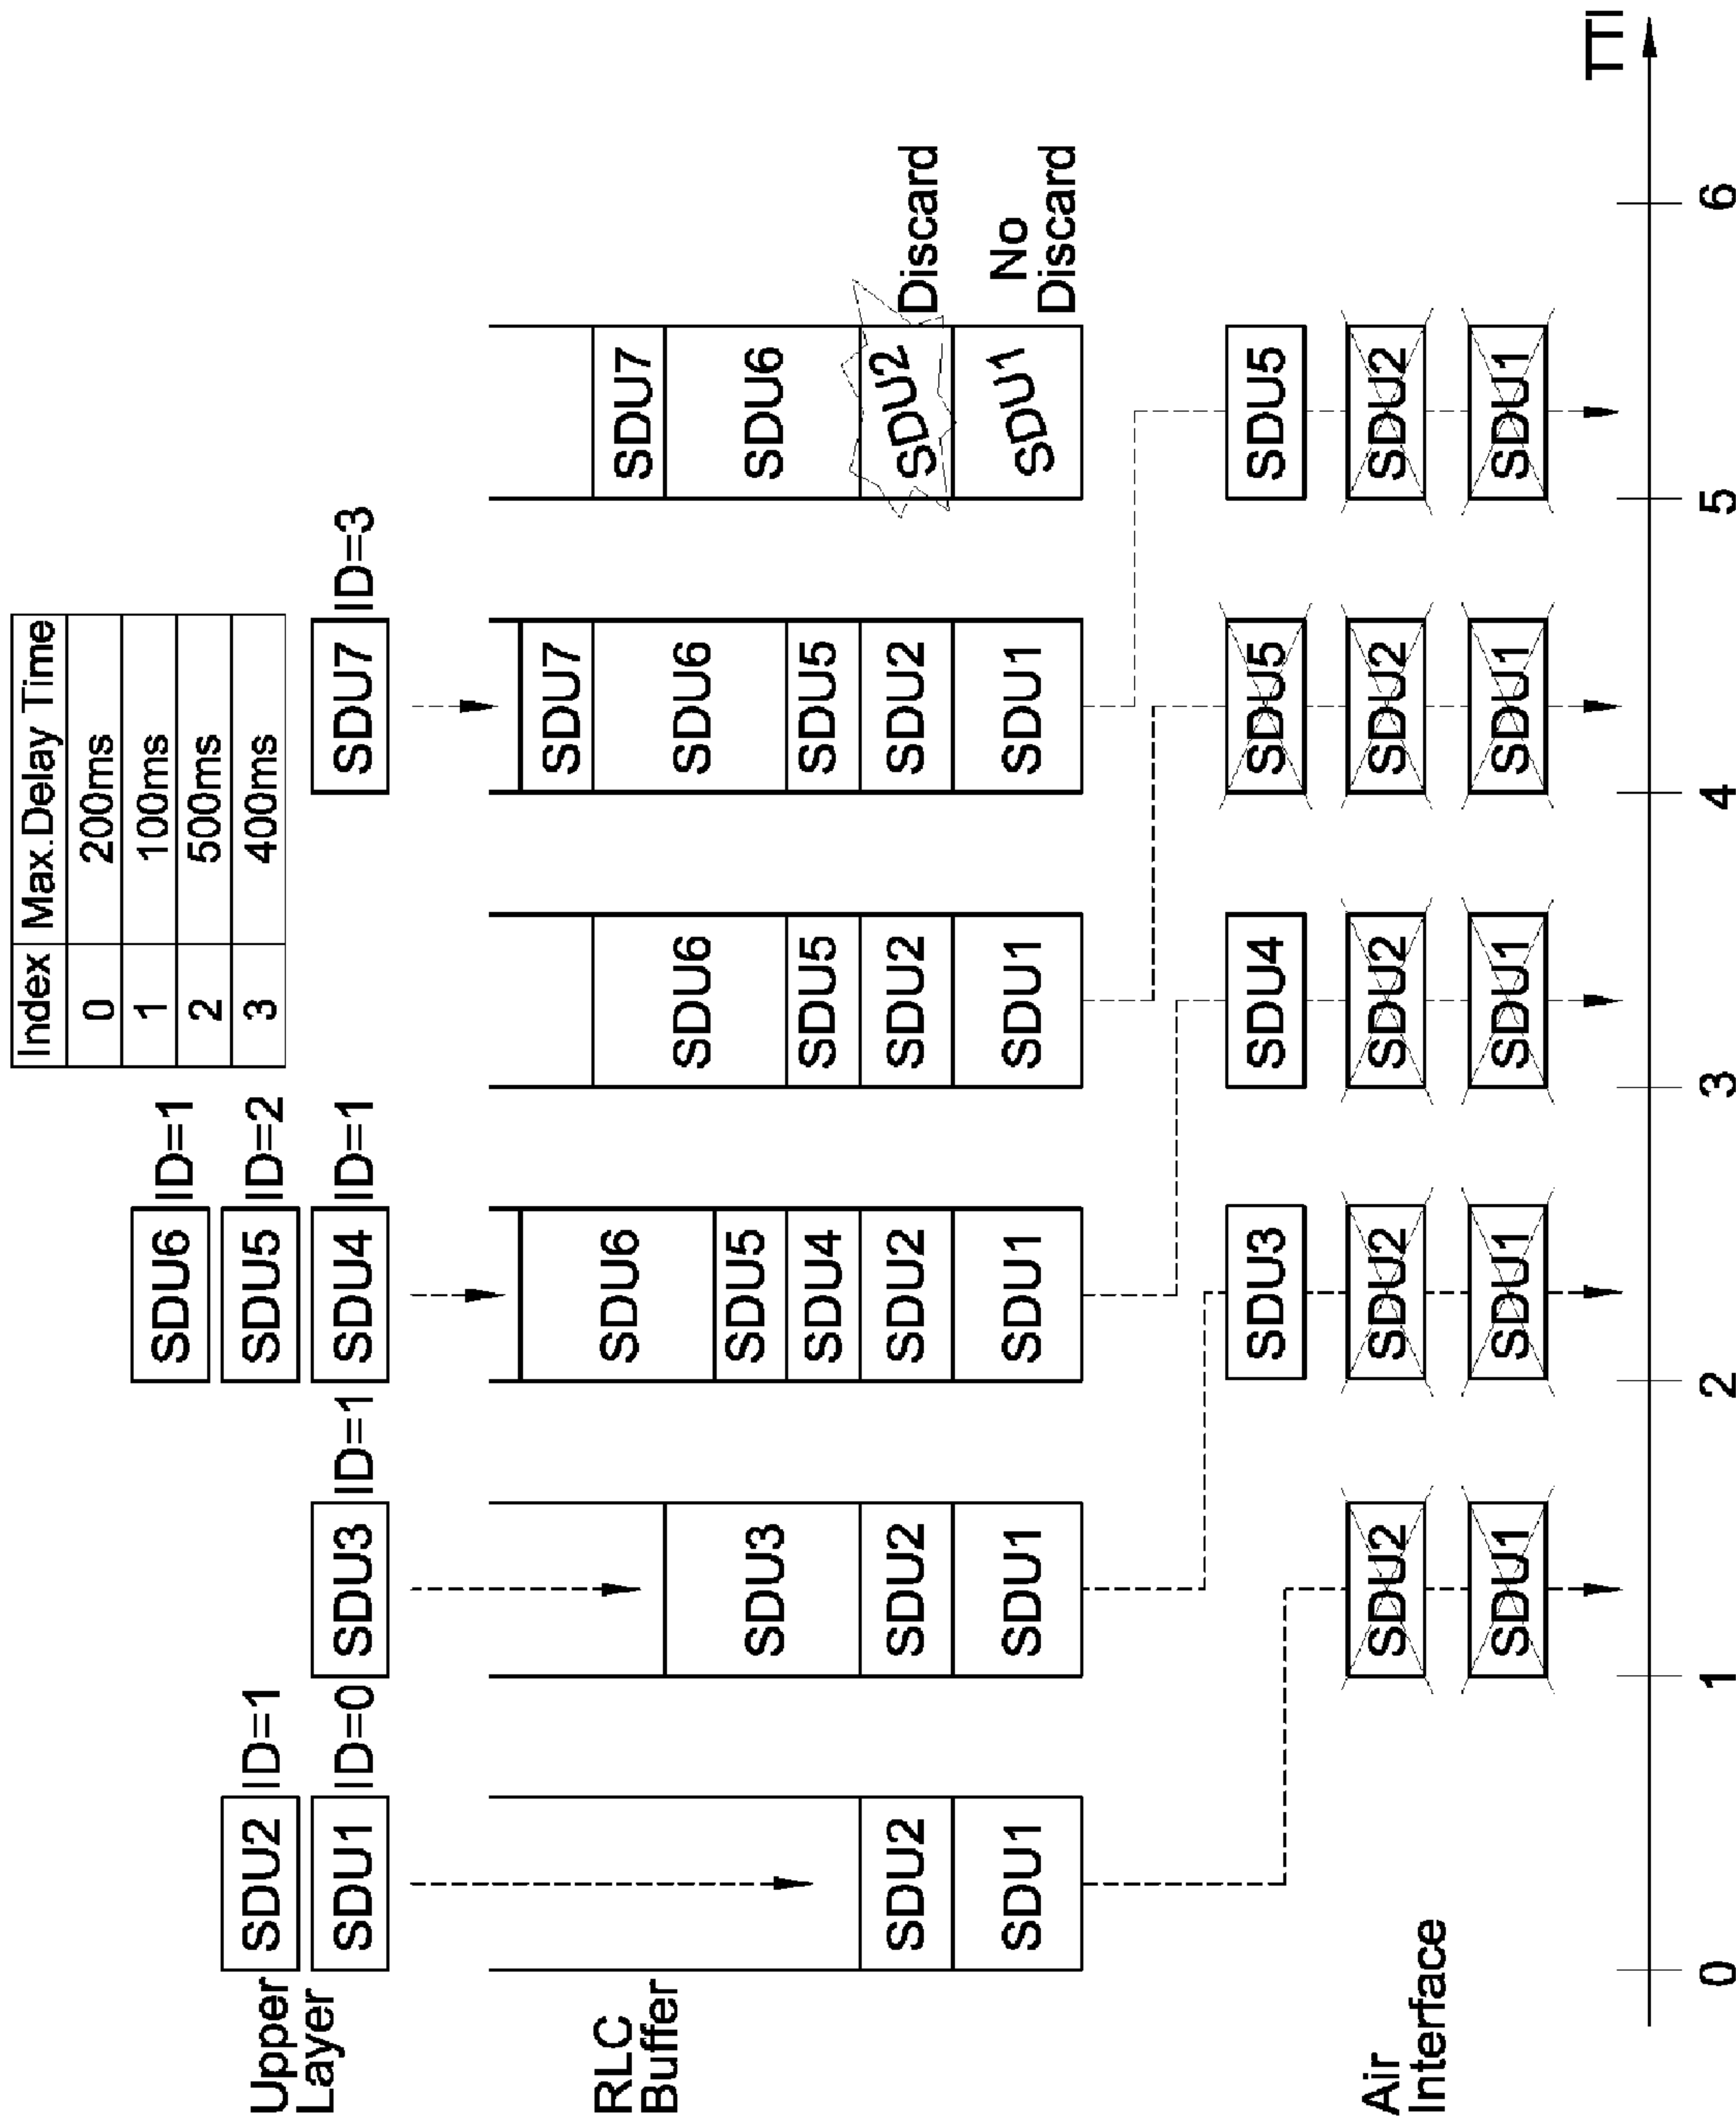 Index Max.Delay Time
0 200ms
1 100ms
2 500ms
3 400ms
Upper
Layer
SDU2 ID=1
SDU1 ID=0
SDU3 ID=1
SDU6 ID=1
SDU5 ID=2
SDU4 ID=1
SDU7 ID=3
RLC
Buffer
SDU2
SDU1
SDU3
SDU2
SDU1
SDU6
SDU5
SDU4
SDU2
SDU1
SDU6
SDU5
SDU2
SDU1
SDU7
SDU6
SDU5
SDU2
SDU1
SDU7
SDU6
SDU2
Discard
SDU1
No
Discard
Air
Interface
SDU2
SDU1
SDU3
SDU2
SDU1
SDU4
SDU2
SDU1
SDU5
SDU2
SDU1
SDU5
SDU2
SDU1
TTI
0 1 2 3 4 5 6